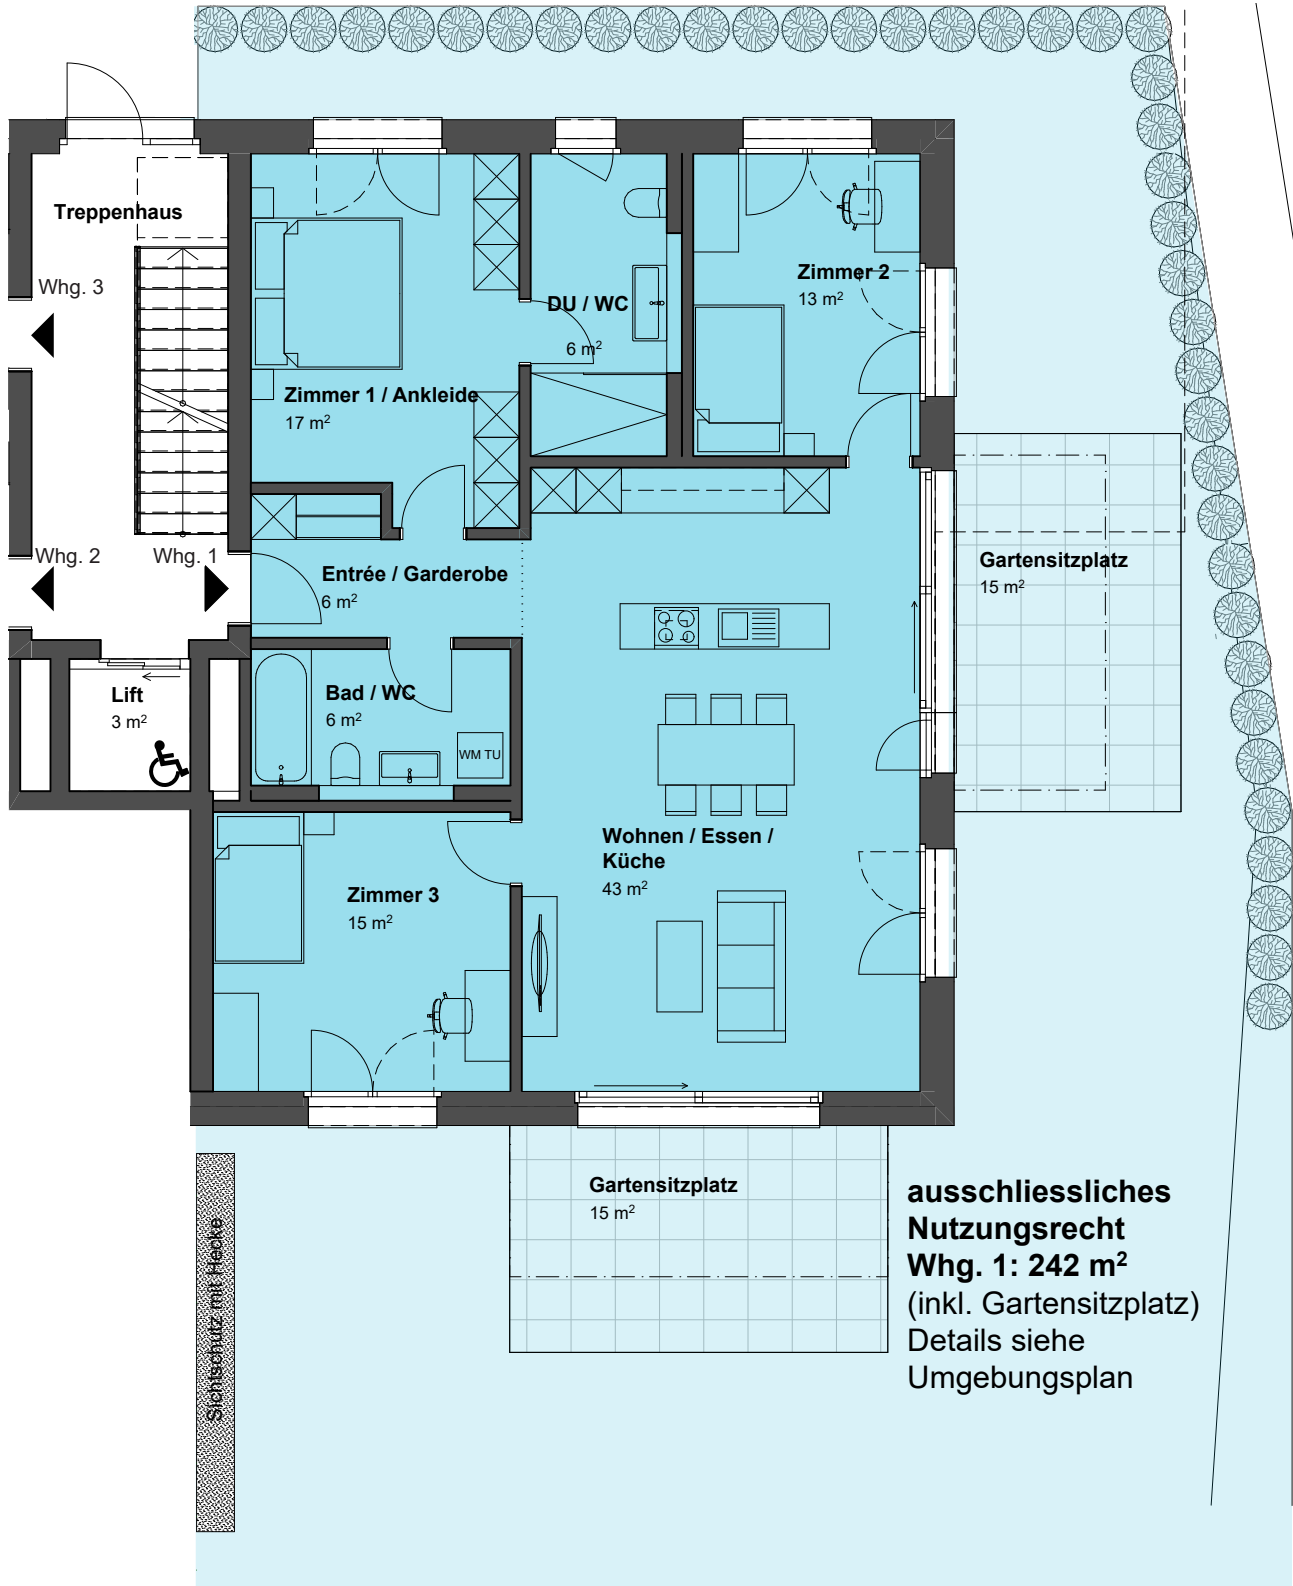 Treppenhaus
Whg. 3
Zimmer 1 / Ankleide
17 m²
DU / WC
6 m²
Zimmer 2
13 m²
Whg. 2
Whg. 1
Entrée / Garderobe
6 m²
Gartensitzplatz
15 m²
Lift
3 m²
Bad / WC
6 m²
WM TU
Wohnen / Essen /
Küche
43 m²
Zimmer 3
15 m²
Gartensitzplatz
15 m²
Sichtschutz mit Hecke
ausschliessliches
Nutzungsrecht
Whg. 1: 242 m²
(inkl. Gartensitzplatz)
Details siehe
Umgebungsplan